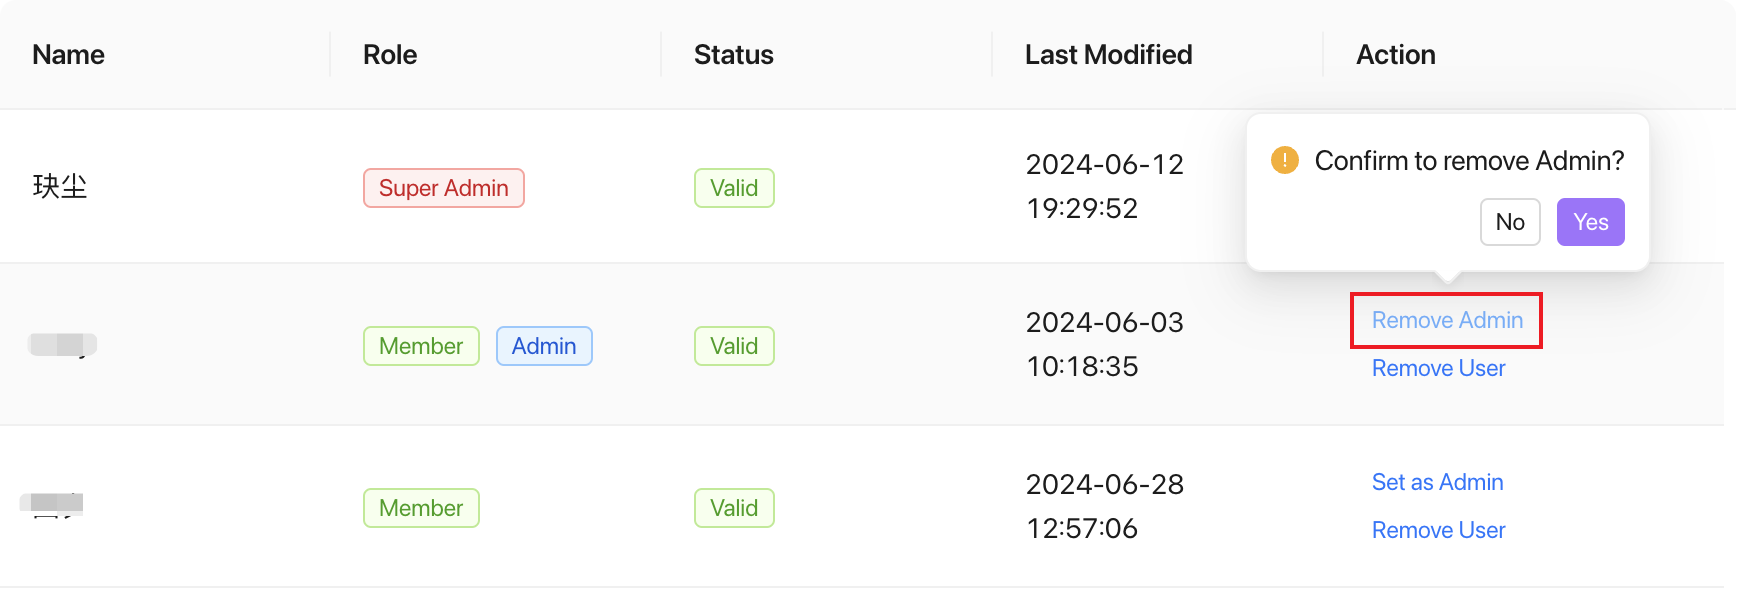 Name Role Status Last Modified Action
玦尘 Super Admin Valid 2024-06-12
19:29:52
! Confirm to remove Admin?
No Yes
Member Admin Valid 2024-06-03
10:18:35
Remove Admin
Remove User
Member Valid 2024-06-28
12:57:06
Set as Admin
Remove User